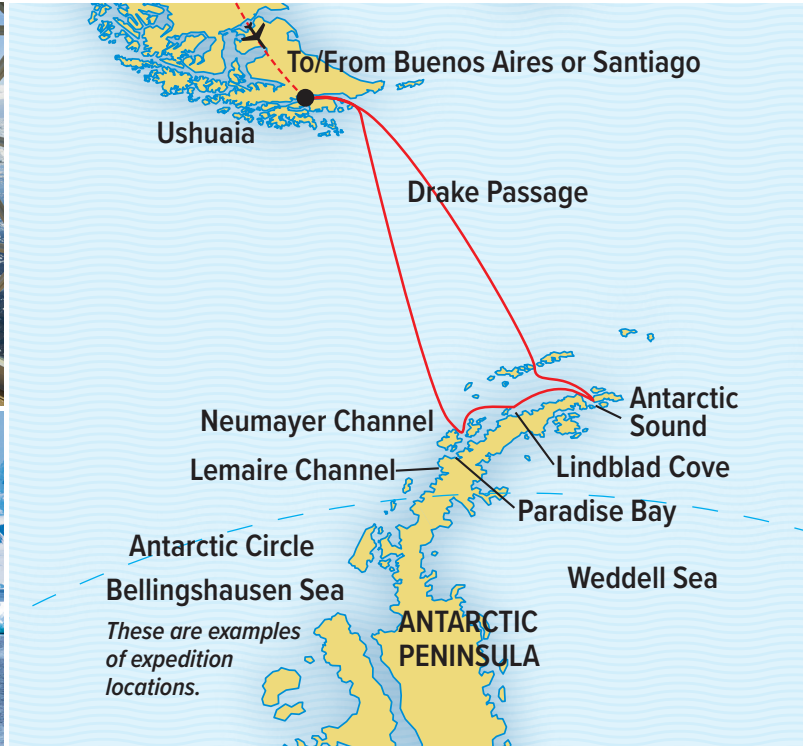 To/From Buenos Aires or Santiago
Ushuaia
Drake Passage
Antarctic
Sound
Neumayer Channel
Lemaire Channel
Lindblad Cove
Paradise Bay
Antarctic Circle
Weddell Sea
Bellingshausen Sea
These are examples
of expedition
locations.
ANTARCTIC
PENINSULA